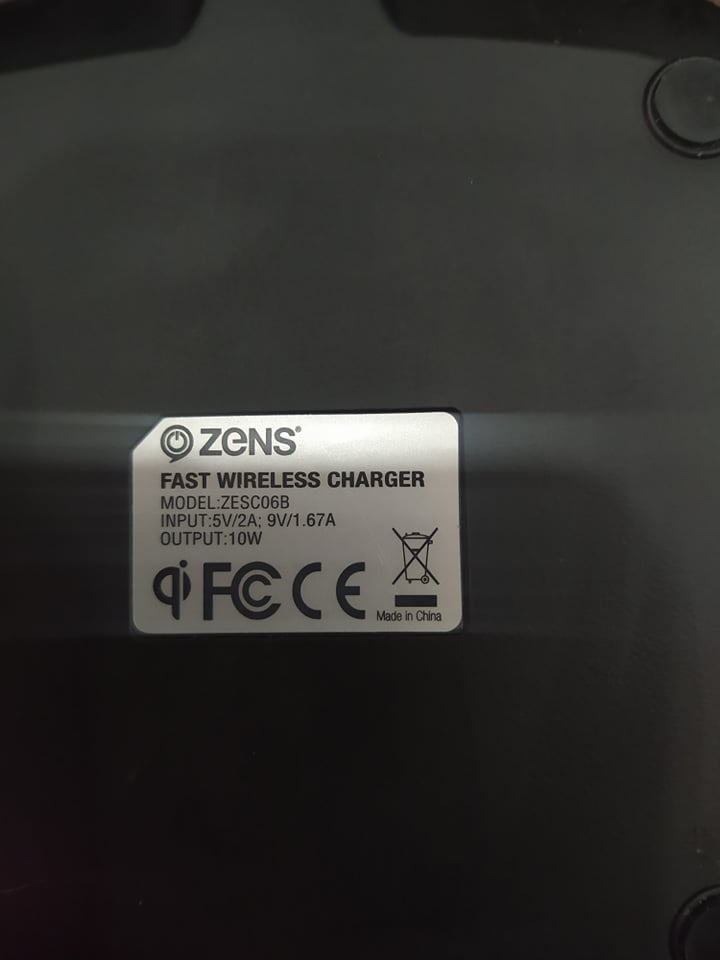 ZENS®
FAST WIRELESS CHARGER
MODEL:ZESC06B
INPUT:5V/2A; 9V/1.67A
OUTPUT:10W
qi FC CE
Made in China